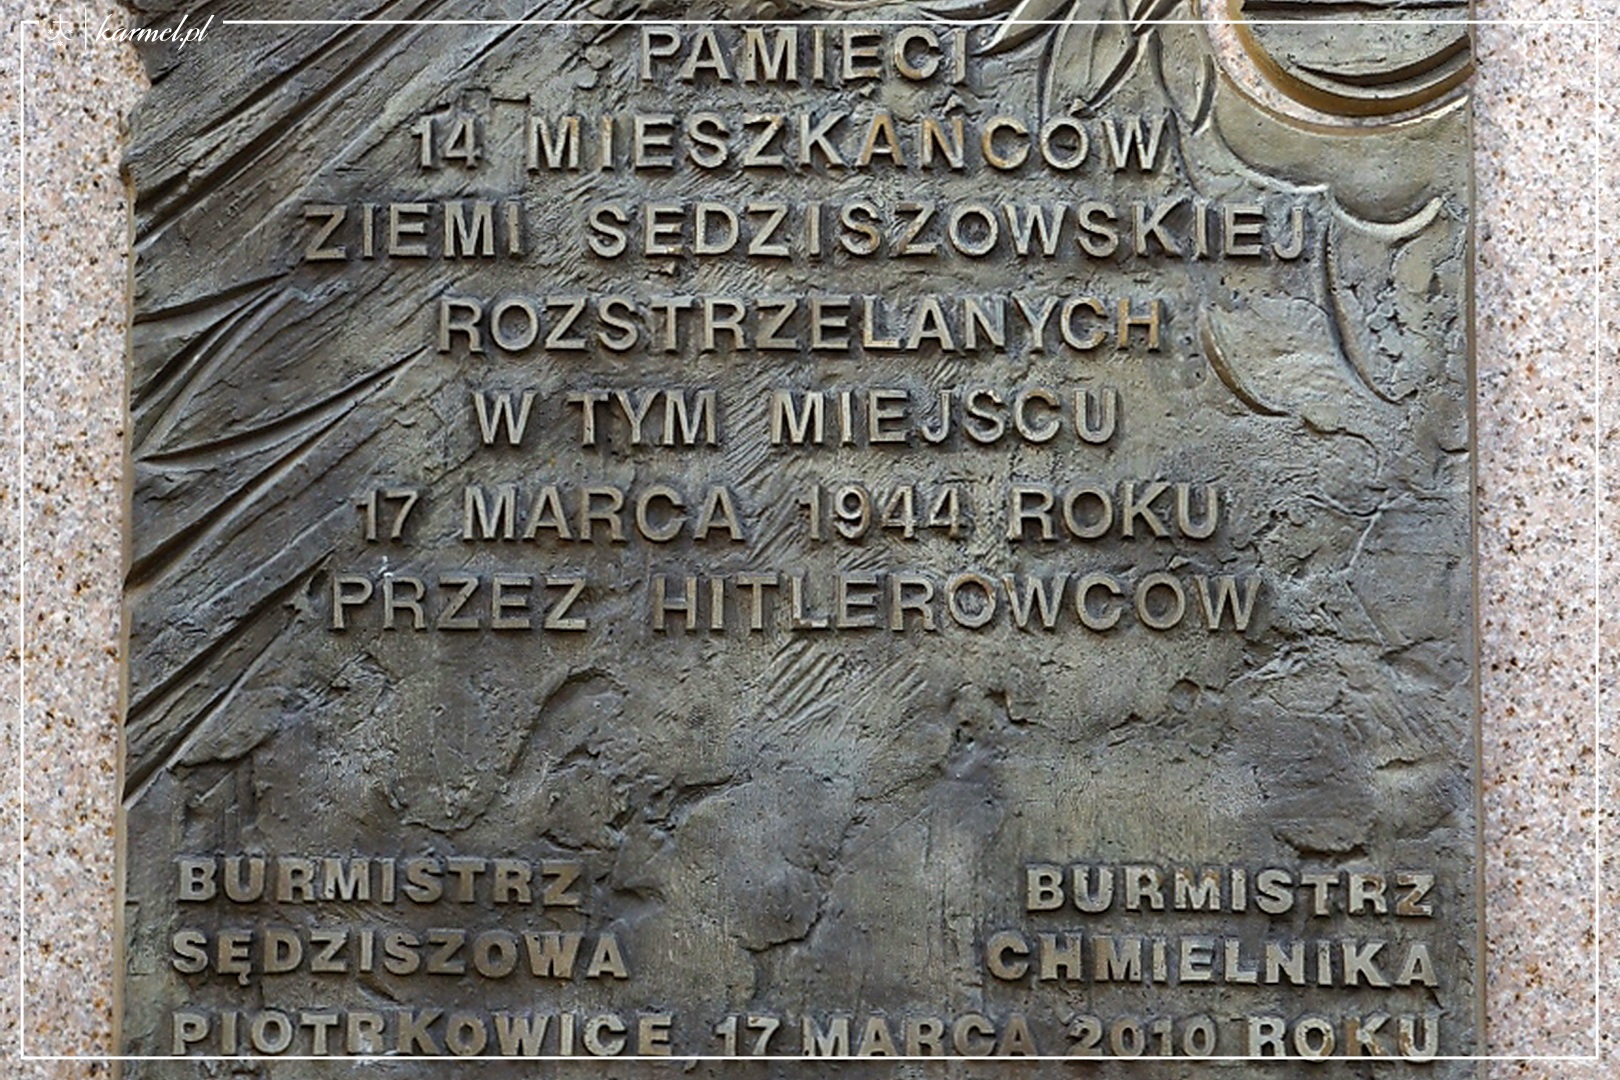 karmel.pl
PAMIĘCI
14 MIESZKAŃCÓW
ZIEMI SĘDZISZOWSKIEJ
ROZSTRZELANYCH
W TYM MIEJSCU
17 MARCA 1944 ROKU
PRZEZ HITLEROWCÓW
BURMISTRZ
SĘDZISZOWA
BURMISTRZ
CHMIELNIKA
PIOTRKOWICE 17 MARCA 2010 ROKU